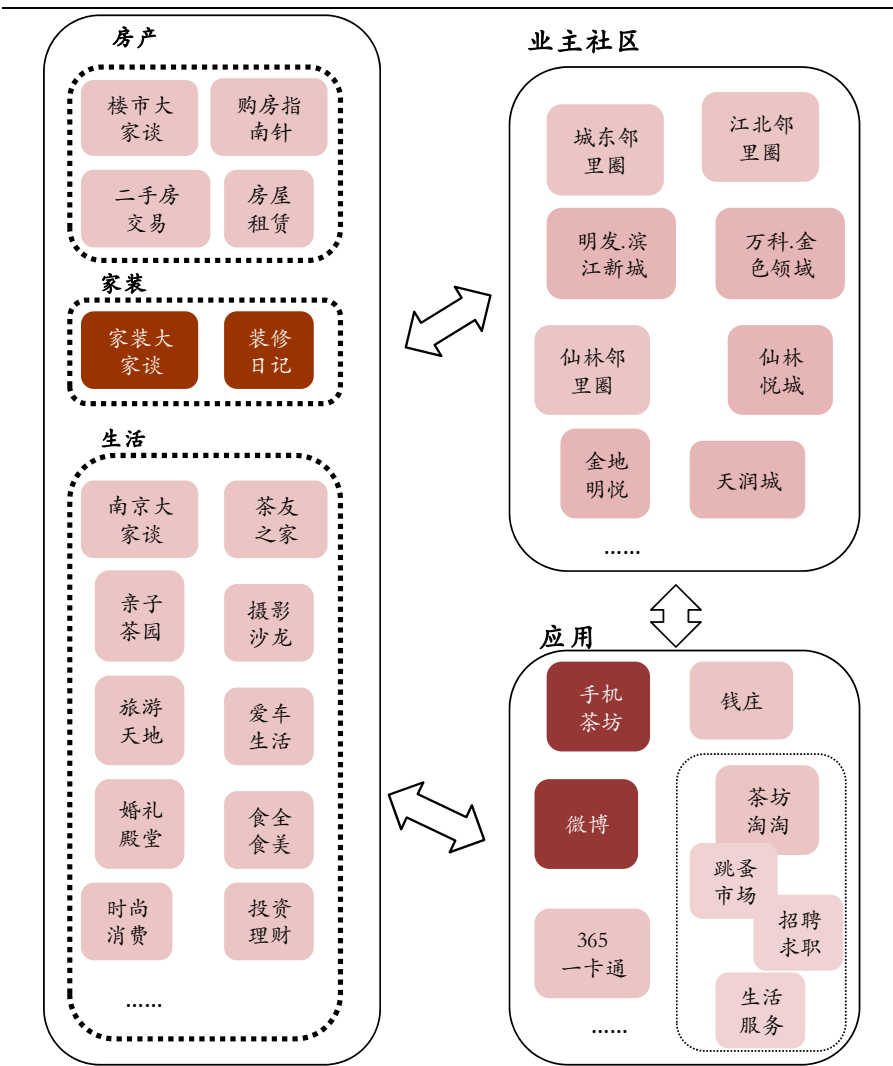 房产
楼市大
家谈
购房指
南针
二手房
交易
房屋
租赁
家装
家装大
家谈
装修
日记
生活
南京大
家谈
茶友
之家
亲子
茶园
摄影
沙龙
旅游
天地
爱车
生活
婚礼
殿堂
食全
食美
时尚
消费
投资
理财
......
业主社区
城东邻
里圈
江北邻
里圈
明发.滨
江新城
万科.金
色领域
仙林邻
里圈
仙林
悦城
金地
明悦
天润城
......
应用
手机
茶坊
钱庄
微博
茶坊
淘淘
跳蚤
市场
招聘
求职
365
一卡通
生活
服务
......